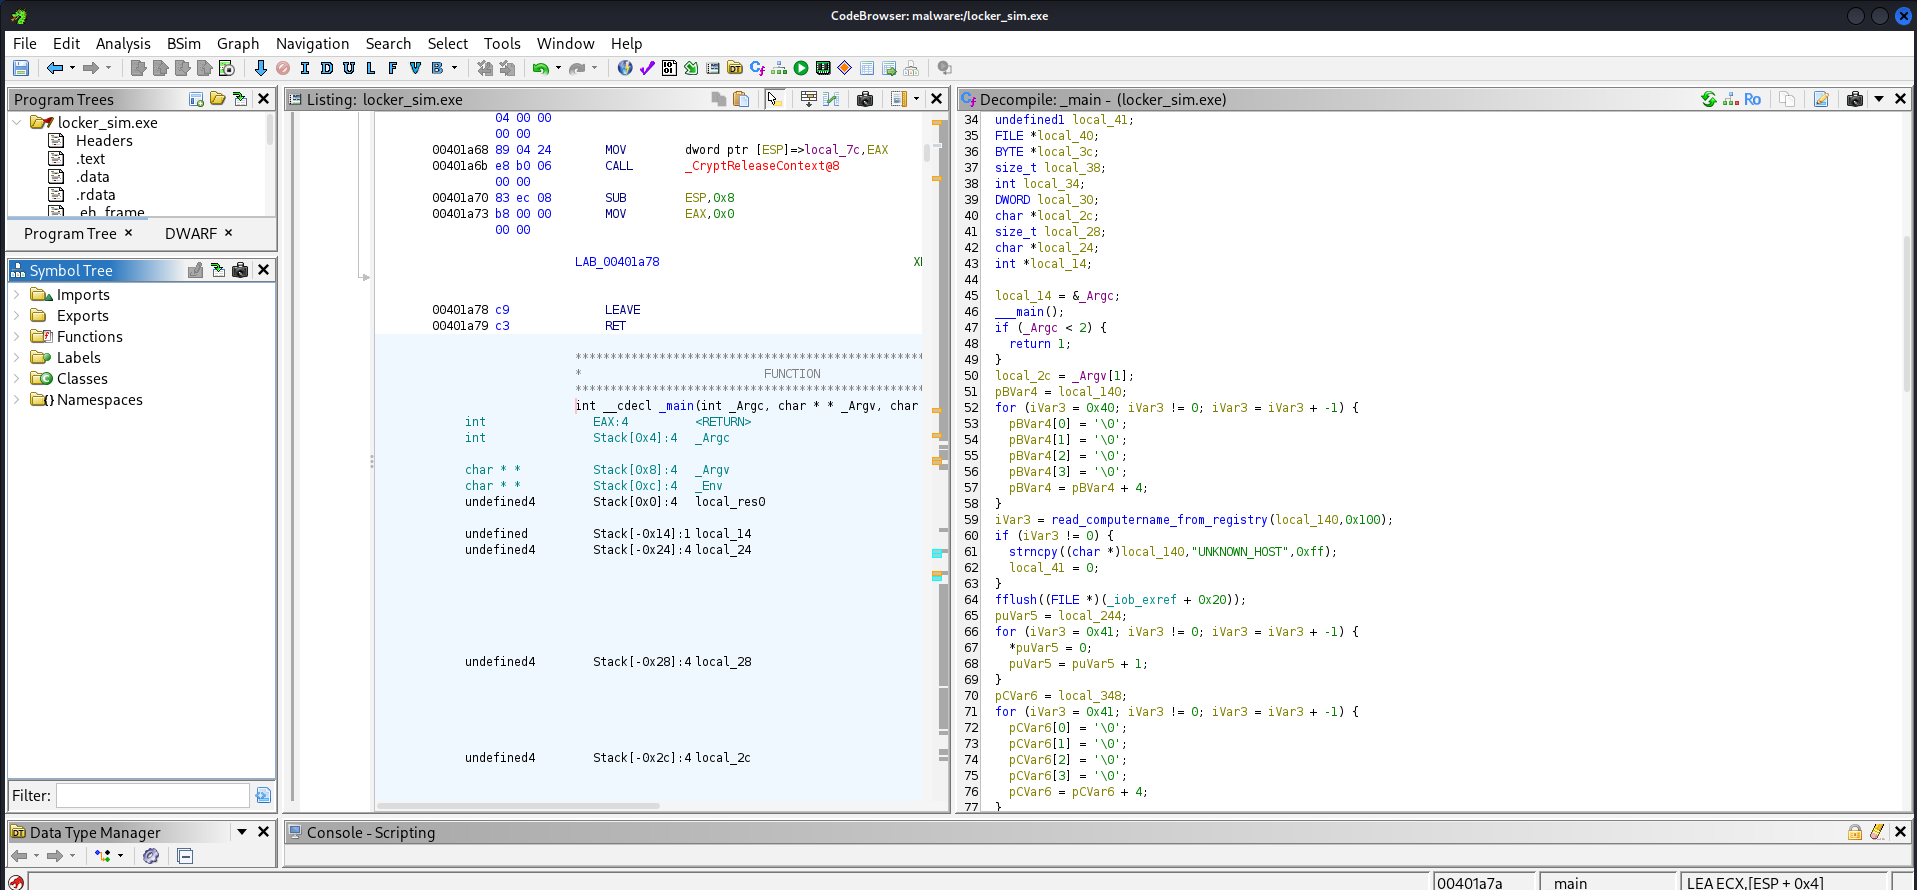 CodeBrowser: malware:/locker_sim.exe
File Edit Analysis BSim Graph Navigation Search Select Tools Window Help
I D U L F V B
Program Trees
locker_sim.exe
Headers
.text
.data
.rdata
.eh_frame
Program Tree × DWARF ×
Symbol Tree
Imports
Exports
Functions
Labels
Classes
Namespaces
Filter:
Data Type Manager
Listing: locker_sim.exe
04 00 00
00 00
00401a68 89 04 24 MOV dword ptr [ESP]=>local_7c,EAX
00401a6b e8 b0 06 CALL _CryptReleaseContext@8
00 00
00401a70 83 ec 08 SUB ESP,0x8
00401a73 b8 00 00 MOV EAX,0x0
00 00
LAB_00401a78
00401a78 c9 LEAVE
00401a79 c3 RET
*************************************************
* FUNCTION
*************************************************
int __cdecl _main(int _Argc, char * * _Argv, char
int EAX:4 <RETURN>
int Stack[0x4]:4 _Argc
char * * Stack[0x8]:4 _Argv
char * * Stack[0xc]:4 _Env
undefined4 Stack[0x0]:4 local_res0
undefined Stack[-0x14]:1 local_14
undefined4 Stack[-0x24]:4 local_24
undefined4 Stack[-0x28]:4 local_28
undefined4 Stack[-0x2c]:4 local_2c
Decompile: _main - (locker_sim.exe)
34 undefined1 local_41;
35 FILE *local_40;
36 BYTE *local_3c;
37 size_t local_38;
38 int local_34;
39 DWORD local_30;
40 char *local_2c;
41 size_t local_28;
42 char *local_24;
43 int *local_14;
44
45 local_14 = &_Argc;
46 ___main();
47 if (_Argc < 2) {
48 return 1;
49 }
50 local_2c = _Argv[1];
51 pBVar4 = local_140;
52 for (iVar3 = 0x40; iVar3 != 0; iVar3 = iVar3 + -1) {
53 pBVar4[0] = '\0';
54 pBVar4[1] = '\0';
55 pBVar4[2] = '\0';
56 pBVar4[3] = '\0';
57 pBVar4 = pBVar4 + 4;
58 }
59 iVar3 = read_computername_from_registry(local_140,0x100);
60 if (iVar3 != 0) {
61 strncpy((char *)local_140,"UNKNOWN_HOST",0xff);
62 local_41 = 0;
63 }
64 fflush((FILE *)(_iob_exref + 0x20));
65 puVar5 = local_244;
66 for (iVar3 = 0x41; iVar3 != 0; iVar3 = iVar3 + -1) {
67 *puVar5 = 0;
68 puVar5 = puVar5 + 1;
69 }
70 pCVar6 = local_348;
71 for (iVar3 = 0x41; iVar3 != 0; iVar3 = iVar3 + -1) {
72 pCVar6[0] = '\0';
73 pCVar6[1] = '\0';
74 pCVar6[2] = '\0';
75 pCVar6[3] = '\0';
76 pCVar6 = pCVar6 + 4;
77 }
Console - Scripting
00401a7a _main LEA ECX,[ESP + 0x4]